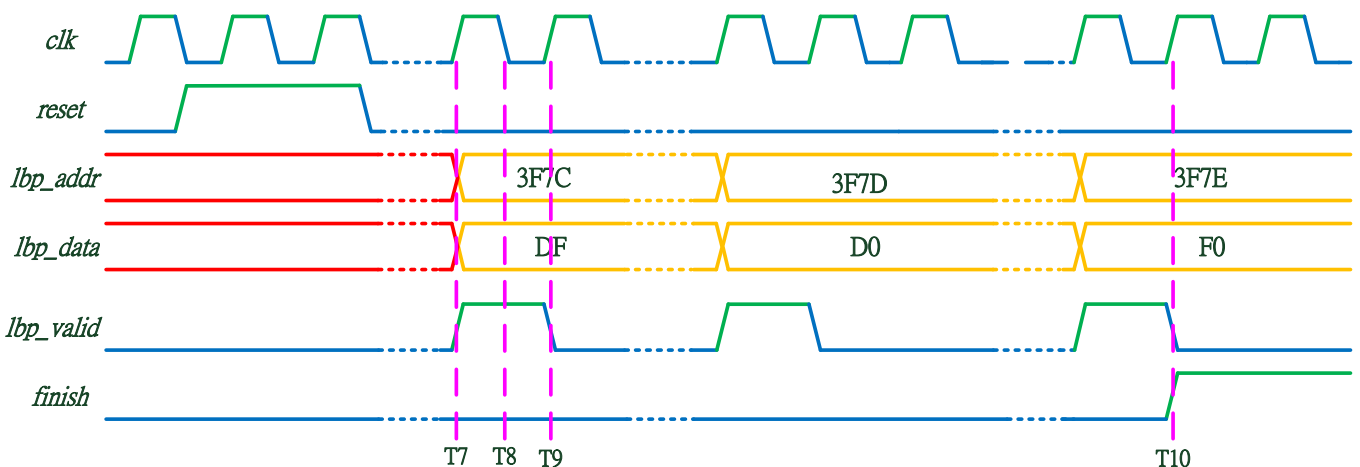 clk
reset
lbp_addr 3F7C 3F7D 3F7E
lbp_data DF D0 F0
lbp_valid
finish
T7 T8 T9 T10